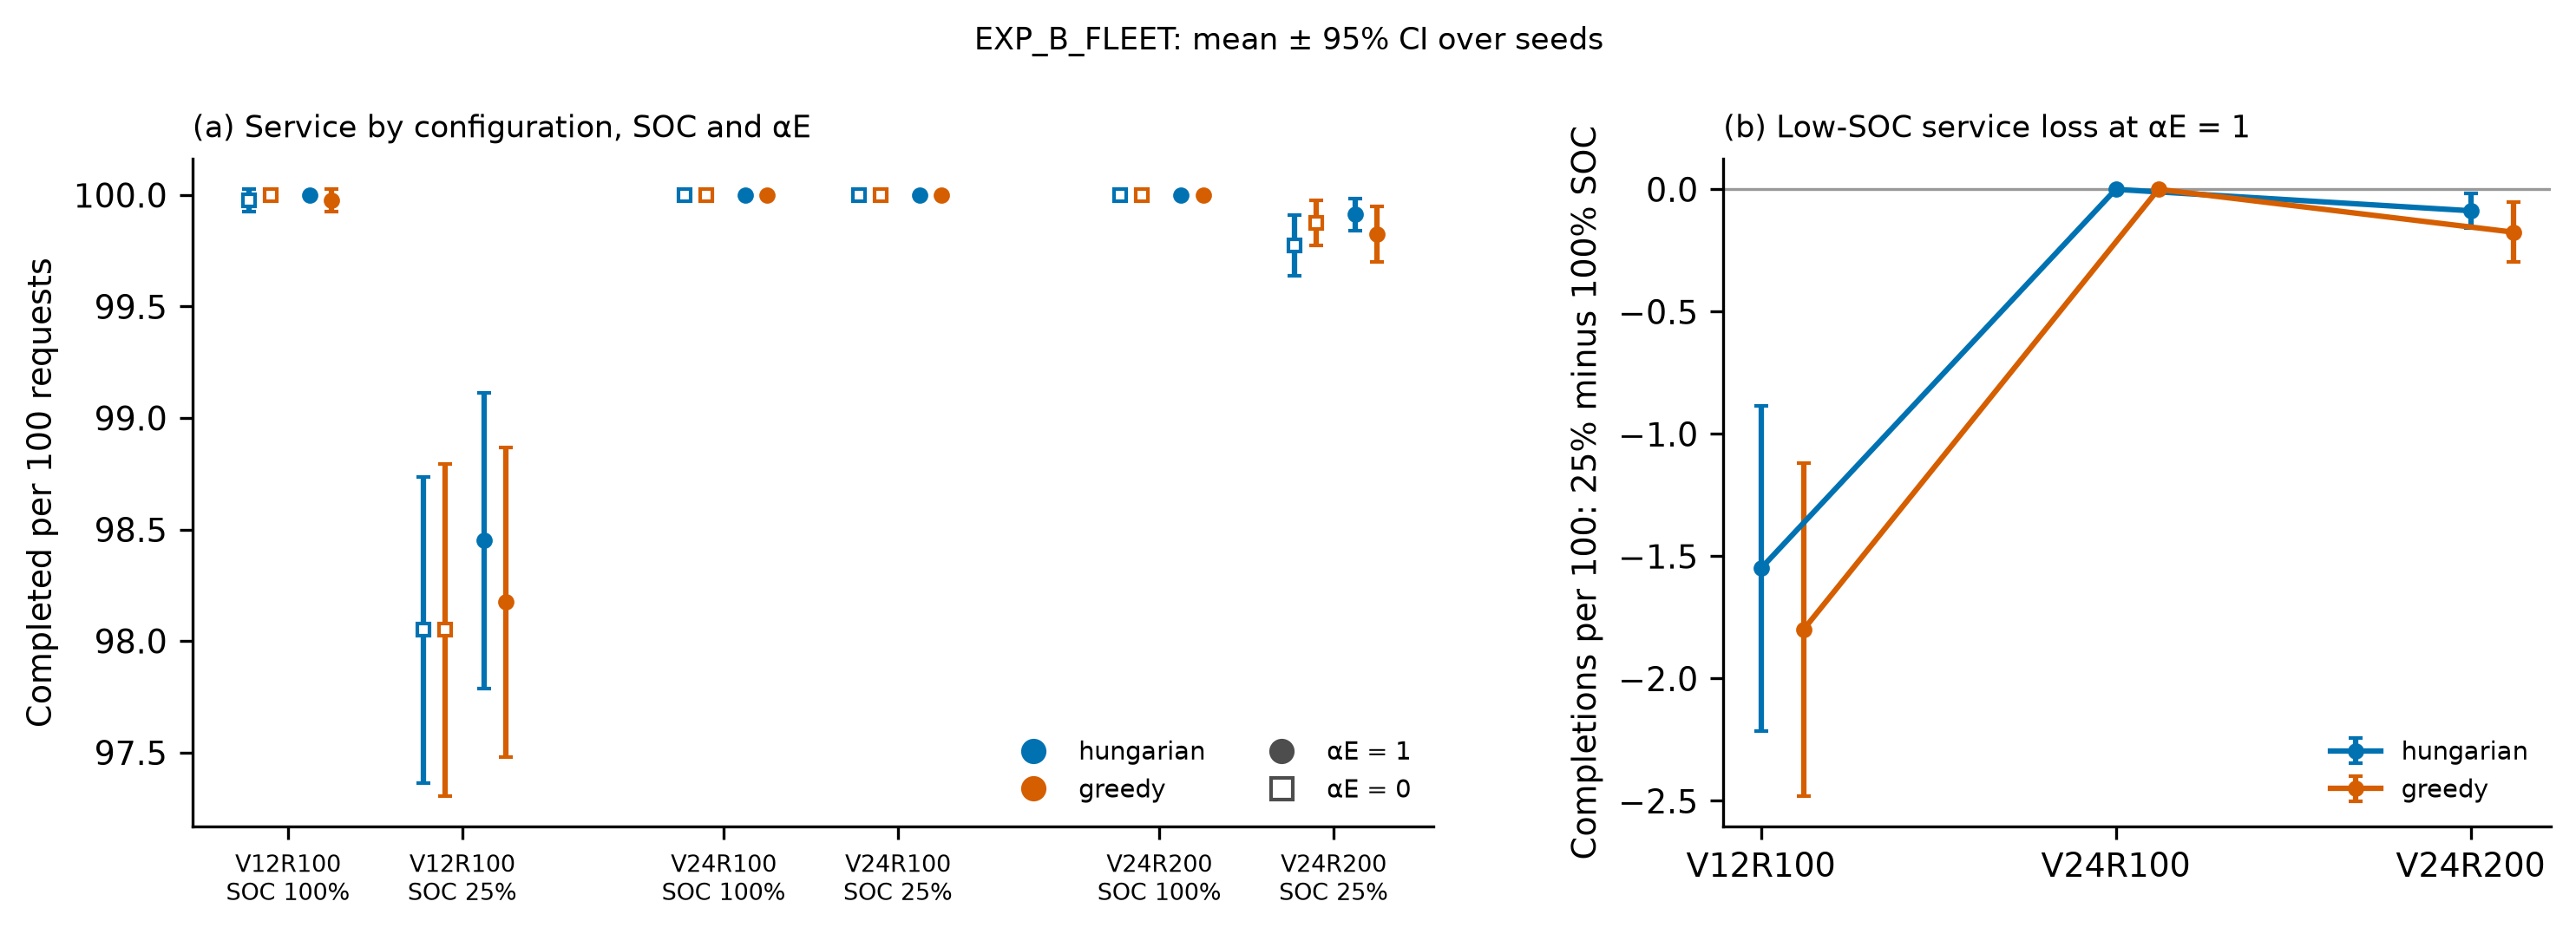 EXP_B_FLEET: mean ± 95% CI over seeds
(a) Service by configuration, SOC and αE
Completed per 100 requests
100.0
99.5
99.0
98.5
98.0
97.5
V12R100
SOC 100%
V12R100
SOC 25%
V24R100
SOC 100%
V24R100
SOC 25%
V24R200
SOC 100%
V24R200
SOC 25%
hungarian
greedy
αE = 1
αE = 0
(b) Low-SOC service loss at αE = 1
Completions per 100: 25% minus 100% SOC
0.0
−0.5
−1.0
−1.5
−2.0
−2.5
V12R100
V24R100
V24R200
hungarian
greedy